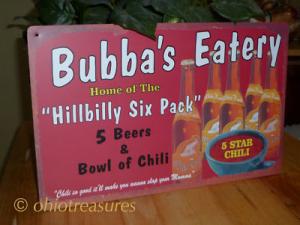 Bubba's Eatery
Home of The
"Hillbilly Six Pack"
5 Beers
&
Bowl of Chili
5 STAR
CHILI
"Chili so good it'll make you wanna slap your Momma"
© ohiotreasures